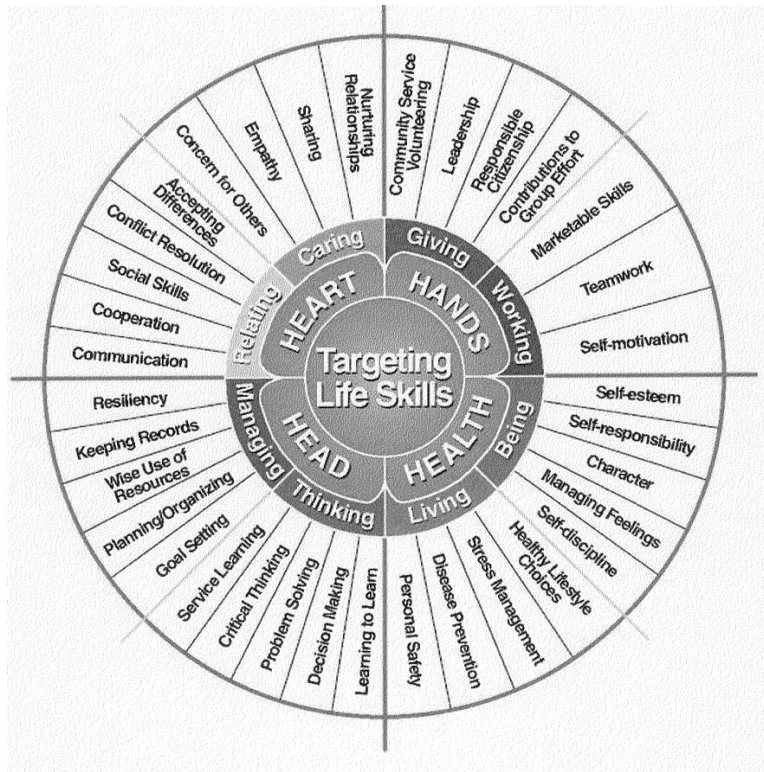 Targeting
Life Skills
HEART
HANDS
HEALTH
HEAD
Caring
Giving
Working
Being
Living
Thinking
Managing
Relating
Nurturing
Relationships
Sharing
Empathy
Concern for Others
Accepting
Differences
Conflict Resolution
Social Skills
Cooperation
Communication
Community Service
Volunteering
Leadership
Responsible
Citizenship
Contributions to
Group Effort
Marketable Skills
Teamwork
Self-motivation
Self-esteem
Self-responsibility
Character
Managing Feelings
Self-discipline
Healthy Lifestyle
Choices
Stress Management
Disease Prevention
Personal Safety
Learning to Learn
Decision Making
Problem Solving
Critical Thinking
Service Learning
Goal Setting
Planning/Organizing
Wise Use of
Resources
Keeping Records
Resiliency